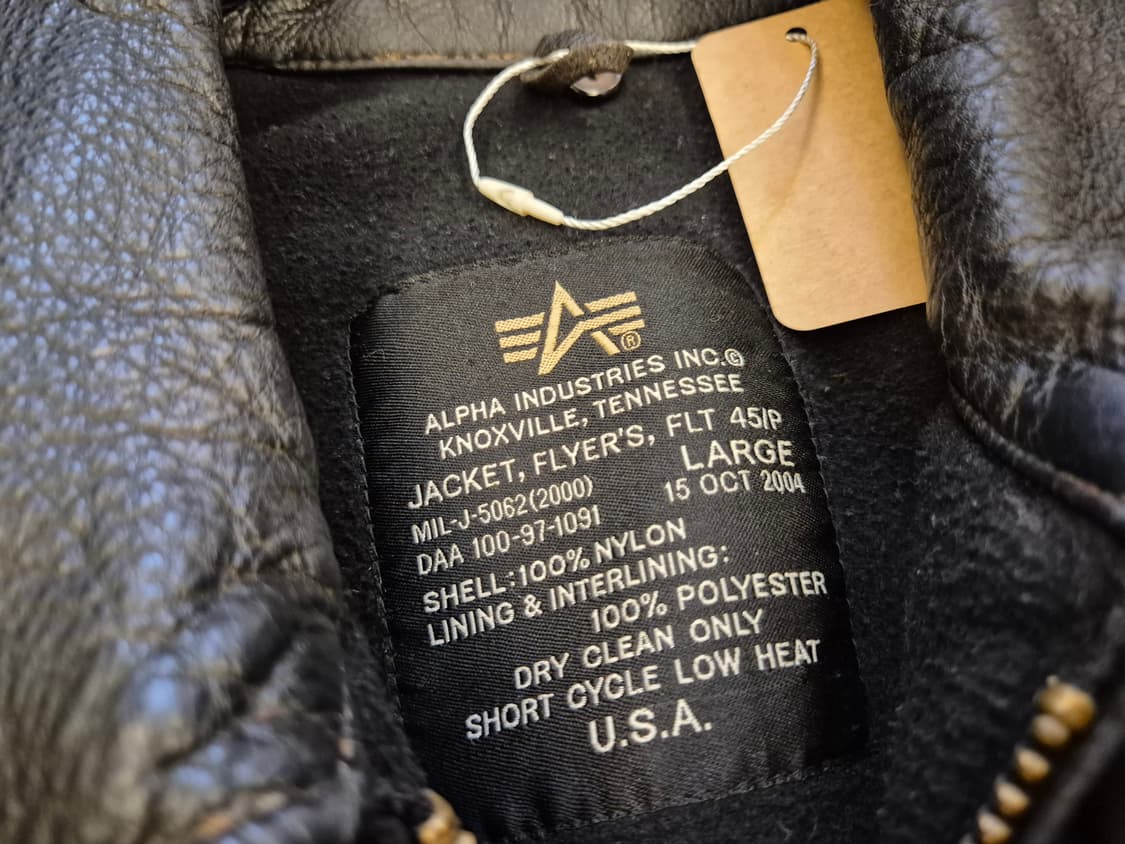 ALPHA INDUSTRIES INC.©
KNOXVILLE, TENNESSEE
JACKET, FLYER'S, FLT 45/P
MIL-J-5062(2000) LARGE
DAA 100-97-1091 15 OCT 2004
SHELL:100% NYLON
LINING & INTERLINING:
100% POLYESTER
DRY CLEAN ONLY
SHORT CYCLE LOW HEAT
U.S.A.